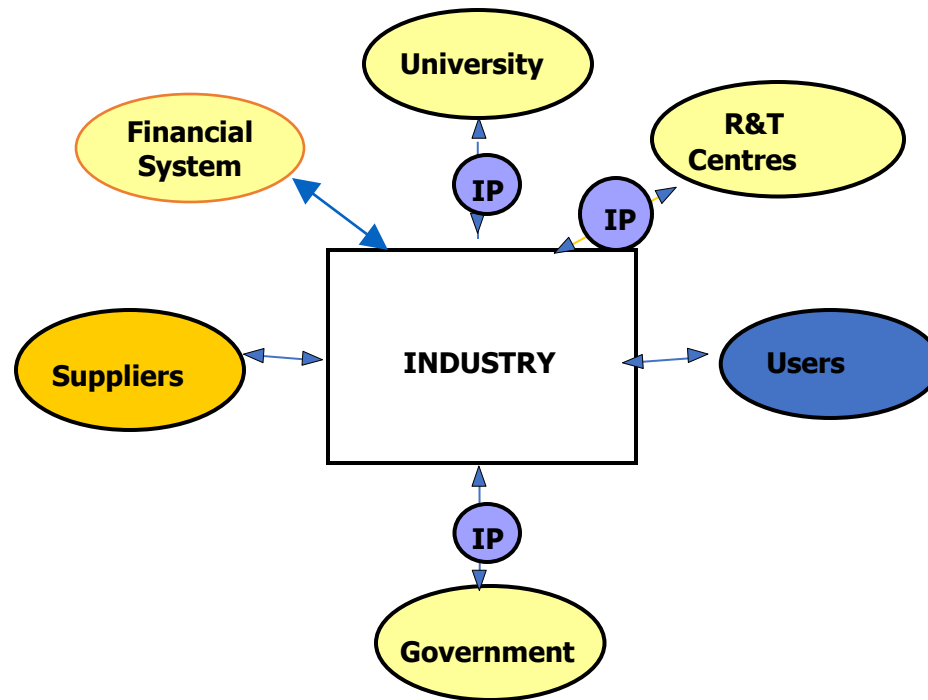 University
Financial
System
R&T
Centres
IP
IP
INDUSTRY
Suppliers
Users
IP
Government